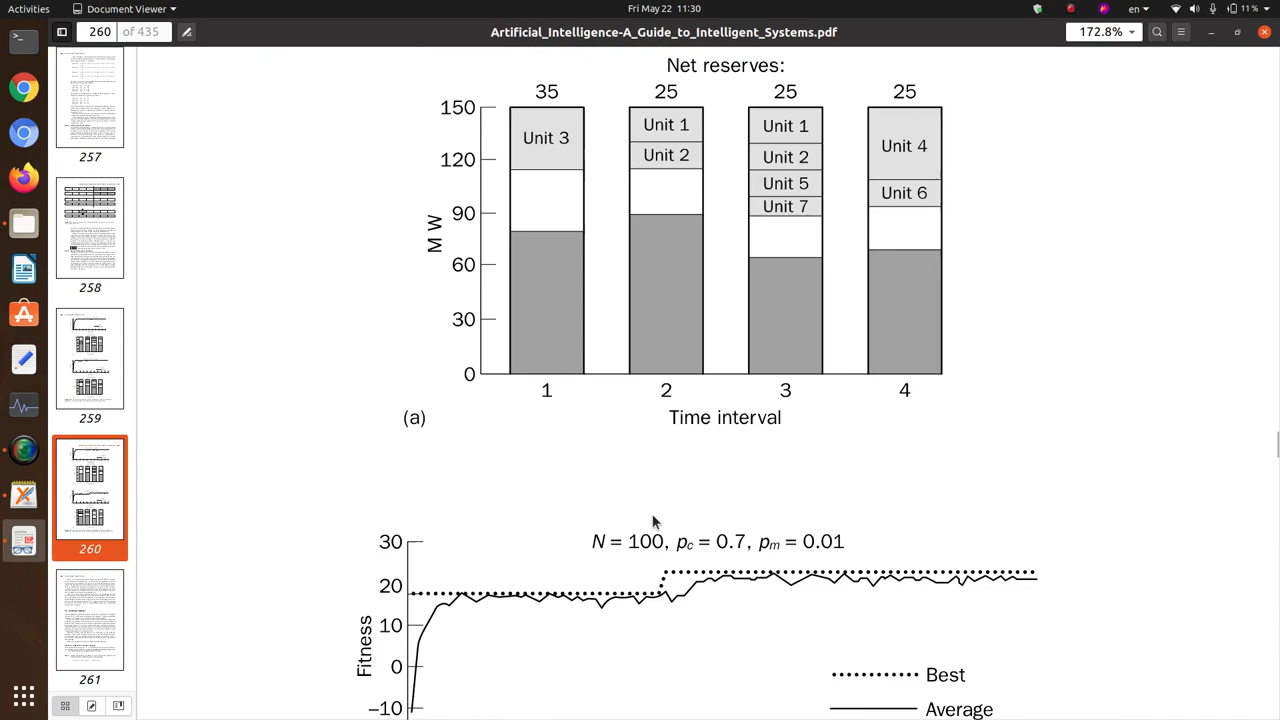 Activities
Document Viewer
Fri May 22 11:30
en
11%
260 of 435
Artificial_Intelligence-A_Guide_to_Intelligent_Systems.pdf
172.8%
257
258
259
260
261
Net reserves:
35 25 25 25
150
120
90
60
30
0
M W
Unit 3
Unit 1
Unit 2
Unit 1
Unit 2
Unit 5
Unit 7
Unit 4
Unit 6
1 2 3 4
(a)
Time interval
N = 100, pc = 0.7, pm = 0.01
30
20
10
0
–10
Fitness
Best
Average